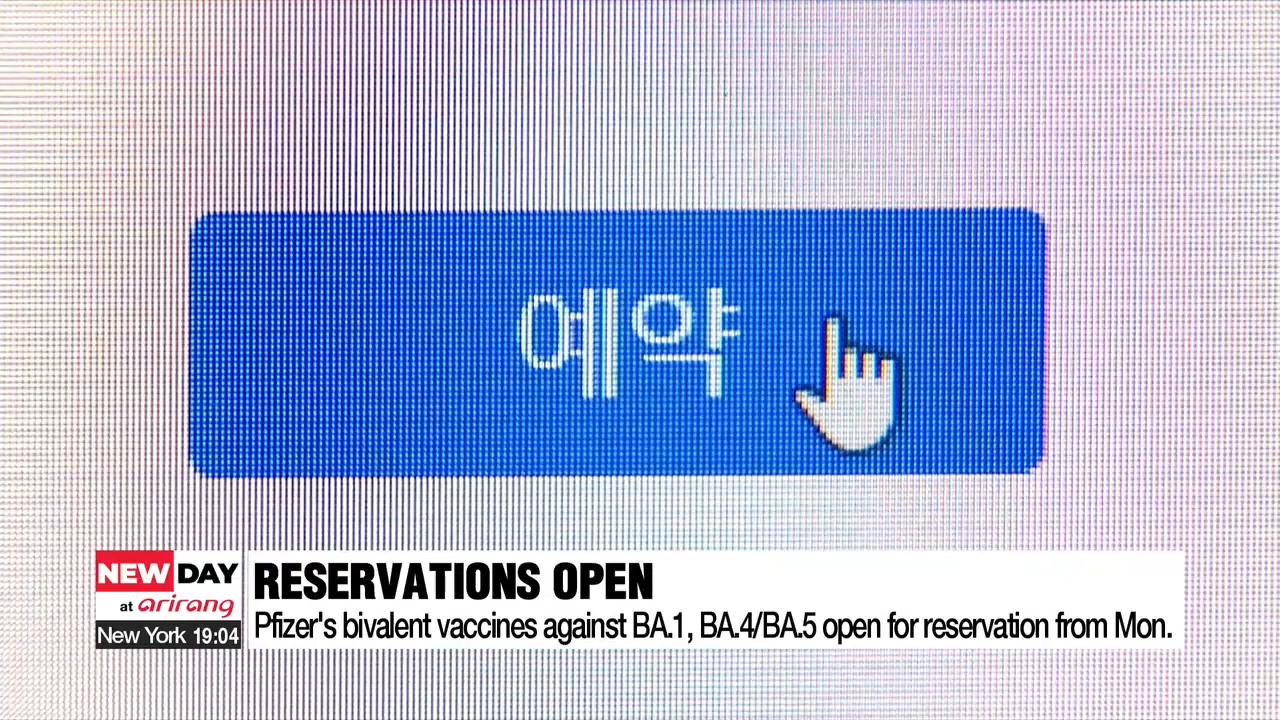 예약
NEW DAY
at arirang
New York 19:04
RESERVATIONS OPEN
Pfizer's bivalent vaccines against BA.1, BA.4/BA.5 open for reservation from Mon.